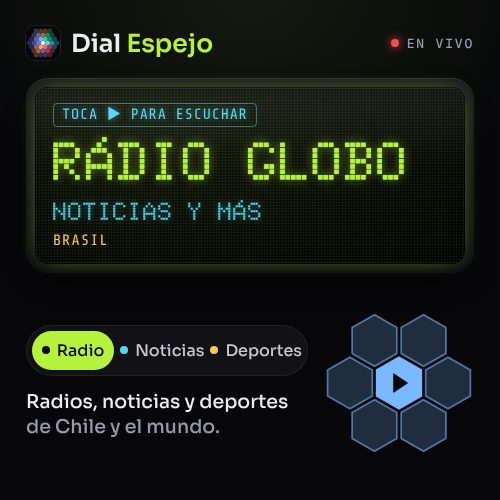 Dial Espejo
EN VIVO
TOCA ▶ PARA ESCUCHAR
RÁDIO GLOBO
NOTICIAS Y MÁS
BRASIL
Radio Noticias Deportes
Radios, noticias y deportes
de Chile y el mundo.